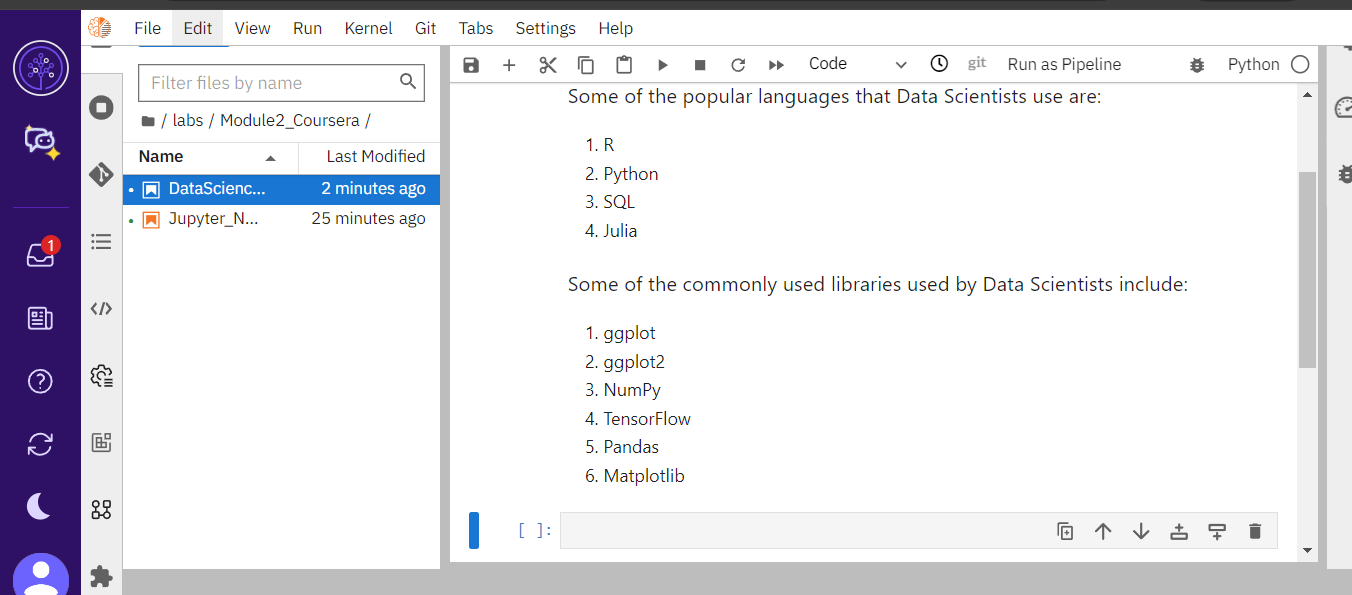 File Edit View Run Kernel Git Tabs Settings Help
Filter files by name
/ labs / Module2_Coursera /
Name Last Modified
DataScienc... 2 minutes ago
Jupyter_N... 25 minutes ago
1
Code git Run as Pipeline Python
Some of the popular languages that Data Scientists use are:
1. R
2. Python
3. SQL
4. Julia
Some of the commonly used libraries used by Data Scientists include:
1. ggplot
2. ggplot2
3. NumPy
4. TensorFlow
5. Pandas
6. Matplotlib
[ ]: